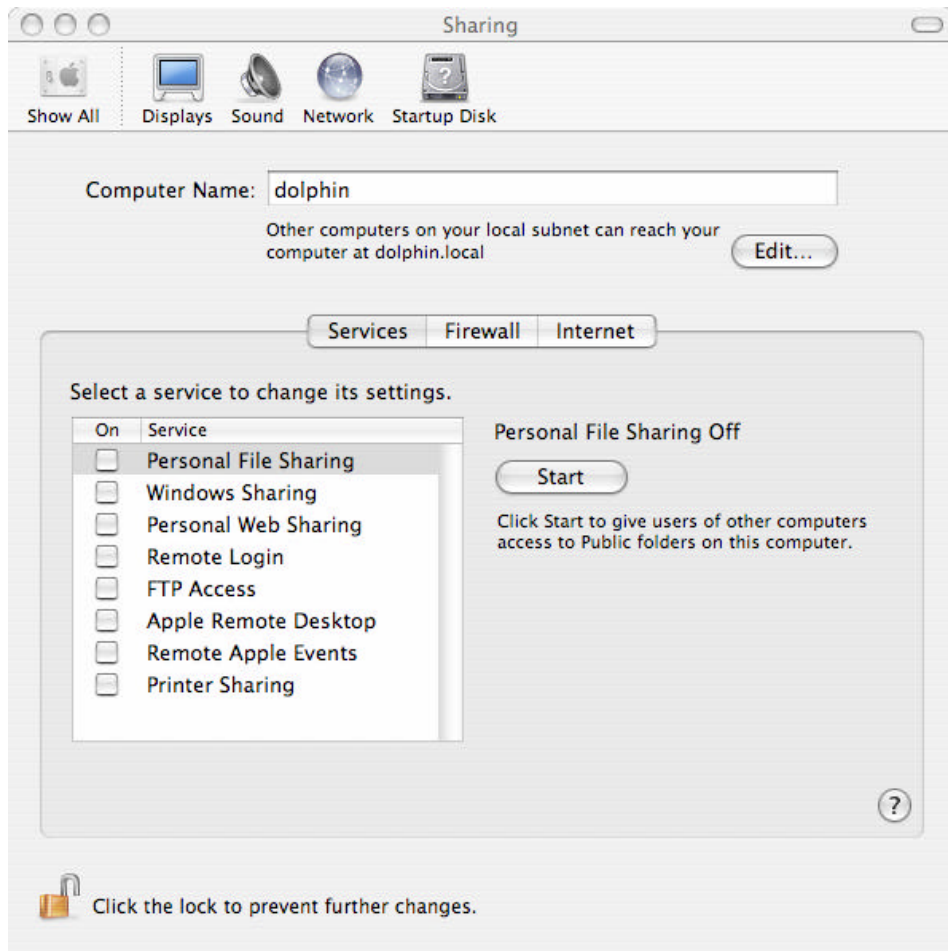 Sharing
Show All
Displays
Sound
Network
Startup Disk
Computer Name: dolphin
Other computers on your local subnet can reach your
computer at dolphin.local
Edit...
Services
Firewall
Internet
Select a service to change its settings.
On
Service
Personal File Sharing
Windows Sharing
Personal Web Sharing
Remote Login
FTP Access
Apple Remote Desktop
Remote Apple Events
Printer Sharing
Personal File Sharing Off
Start
Click Start to give users of other computers
access to Public folders on this computer.
?
Click the lock to prevent further changes.